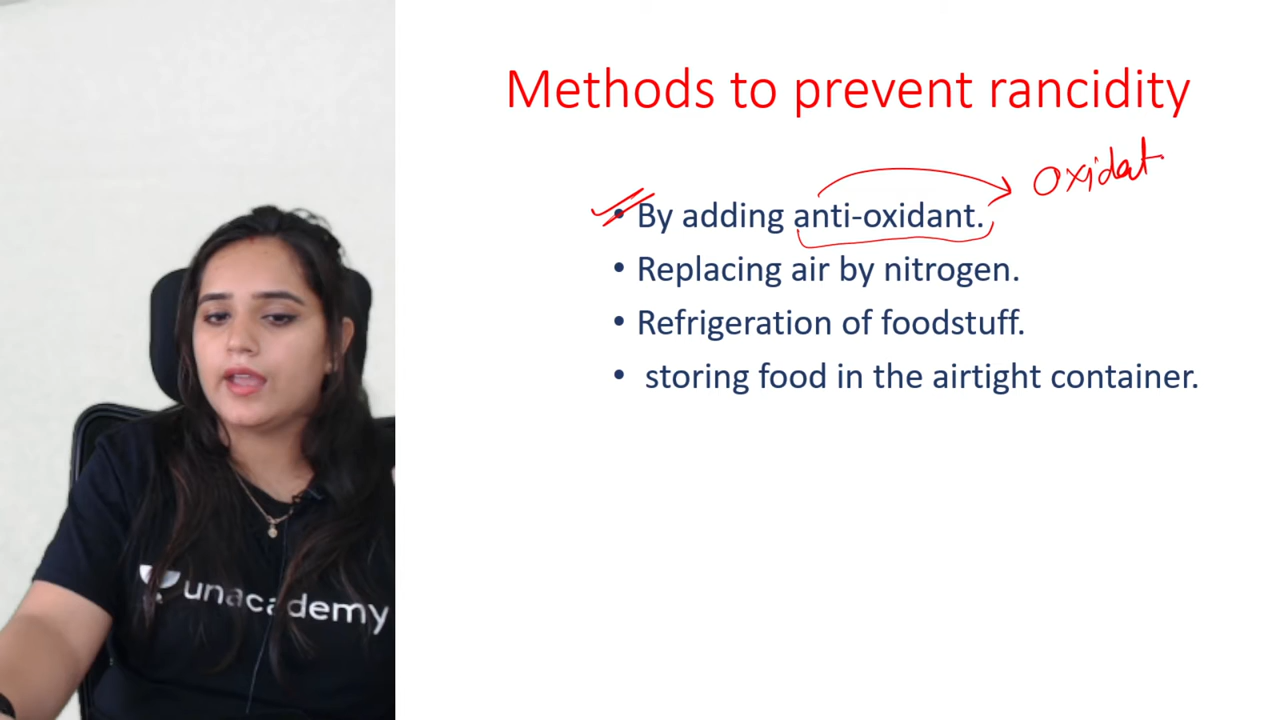 Methods to prevent rancidity
Oxidat
• By adding anti-oxidant.
• Replacing air by nitrogen.
• Refrigeration of foodstuff.
• storing food in the airtight container.
unacademy